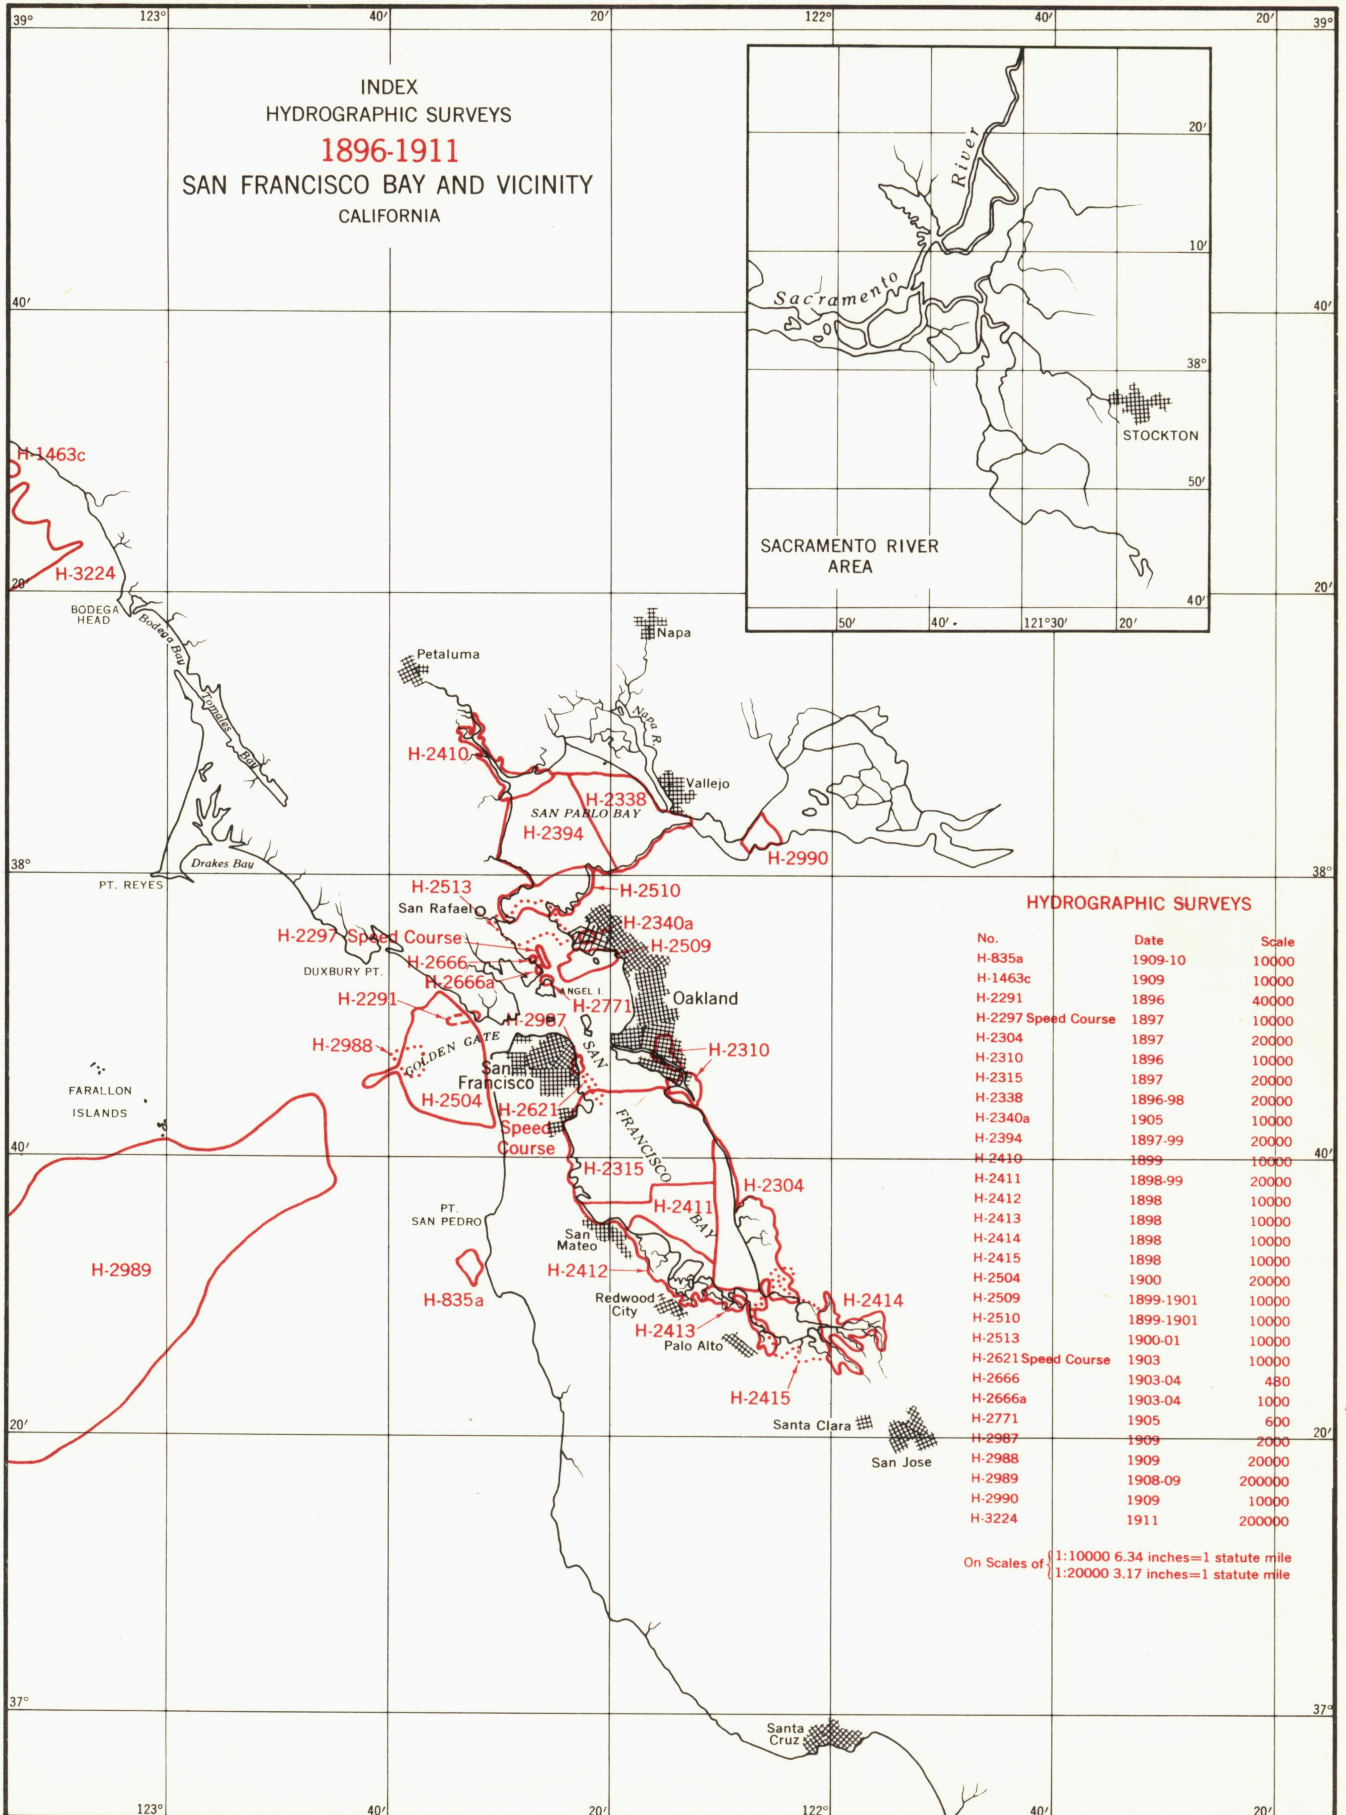 39°
123°
40′
20′
122°
40′
20′
39°
INDEX
HYDROGRAPHIC SURVEYS
1896-1911
SAN FRANCISCO BAY AND VICINITY
CALIFORNIA
River
20′
10′
Sacramento
38°
STOCKTON
50′
SACRAMENTO RIVER
AREA
40′
50′
40′
121°30′
20′
40′
40′
H-1463c
H-3224
20′
20′
BODEGA
HEAD
Bodega Bay
Tomales
Bay
Napa
Petaluma
Napa R.
H-2410
Vallejo
H-2338
SAN PABLO BAY
H-2394
H-2990
Drakes Bay
38°
38°
PT. REYES
H-2513
H-2510
San Rafael
H-2340a
H-2297 Speed Course
H-2509
H-2666
DUXBURY PT.
H-2666a
ANGEL I.
H-2291
H-2771
Oakland
H-2987
H-2988
GOLDEN GATE
SAN
H-2310
San
Francisco
FARALLON
ISLANDS
H-2504
H-2621
Speed
Course
FRANCISCO
40′
40′
H-2315
H-2304
H-2411
BAY
PT.
SAN PEDRO
San
Mateo
H-2989
H-2412
H-835a
Redwood
City
H-2414
H-2413
Palo Alto
H-2415
Santa Clara
San Jose
20′
20′
HYDROGRAPHIC SURVEYS
No. Date Scale
H-835a 1909-10 10000
H-1463c 1909 10000
H-2291 1896 40000
H-2297 Speed Course 1897 10000
H-2304 1897 20000
H-2310 1896 10000
H-2315 1897 20000
H-2338 1896-98 20000
H-2340a 1905 10000
H-2394 1897-99 20000
H-2410 1899 10000
H-2411 1898-99 20000
H-2412 1898 10000
H-2413 1898 10000
H-2414 1898 10000
H-2415 1898 10000
H-2504 1900 20000
H-2509 1899-1901 10000
H-2510 1899-1901 10000
H-2513 1900-01 10000
H-2621 Speed Course 1903 10000
H-2666 1903-04 480
H-2666a 1903-04 1000
H-2771 1905 600
H-2987 1909 2000
H-2988 1909 20000
H-2989 1908-09 200000
H-2990 1909 10000
H-3224 1911 200000
On Scales of { 1:10000 6.34 inches=1 statute mile
1:20000 3.17 inches=1 statute mile
37°
37°
Santa
Cruz
123°
40′
20′
122°
40′
20′